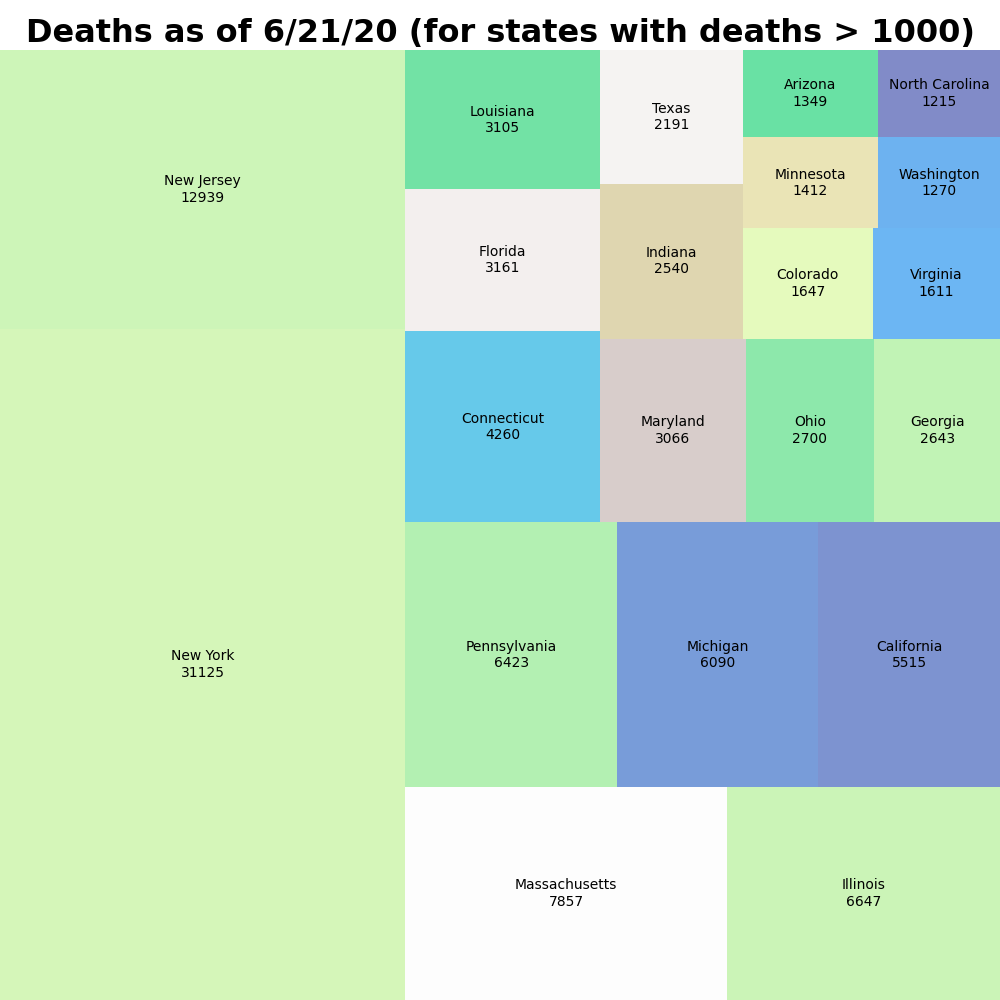 Deaths as of 6/21/20 (for states with deaths > 1000)
New Jersey
12939
New York
31125
Louisiana
3105
Florida
3161
Connecticut
4260
Texas
2191
Indiana
2540
Arizona
1349
North Carolina
1215
Minnesota
1412
Washington
1270
Colorado
1647
Virginia
1611
Maryland
3066
Ohio
2700
Georgia
2643
Pennsylvania
6423
Michigan
6090
California
5515
Massachusetts
7857
Illinois
6647